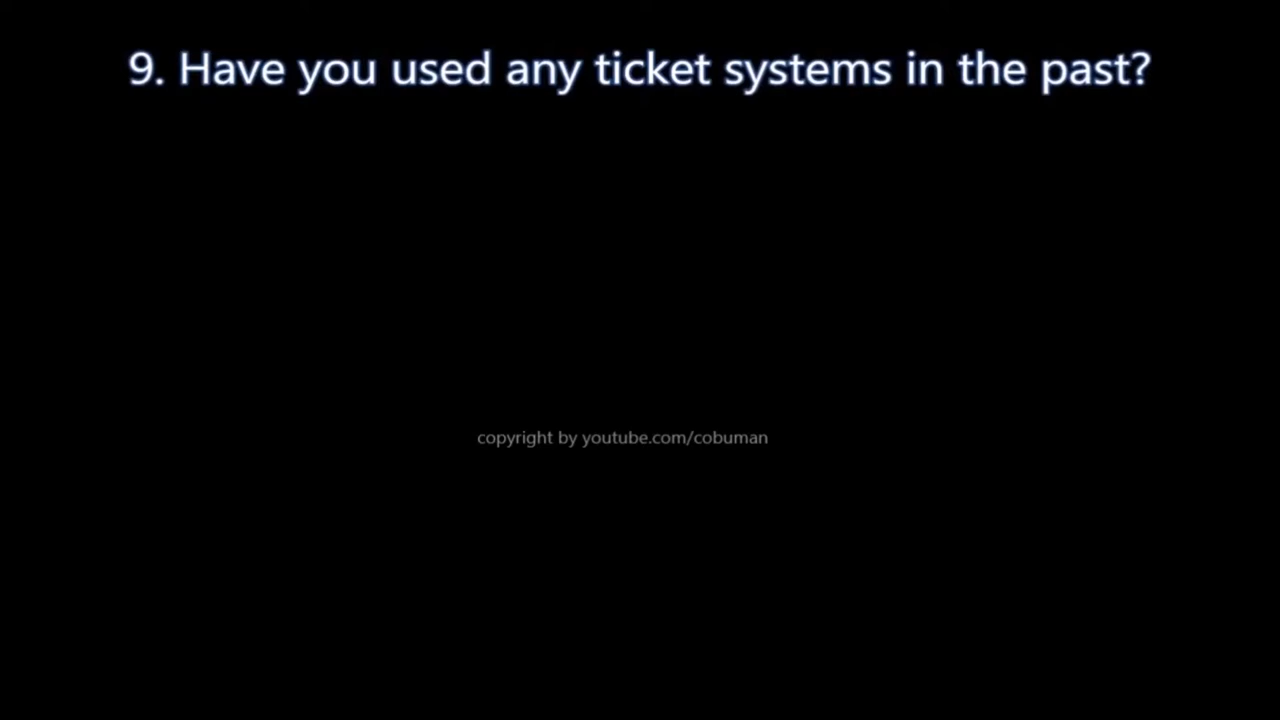 9. Have you used any ticket systems in the past?
copyright by youtube.com/cobuman